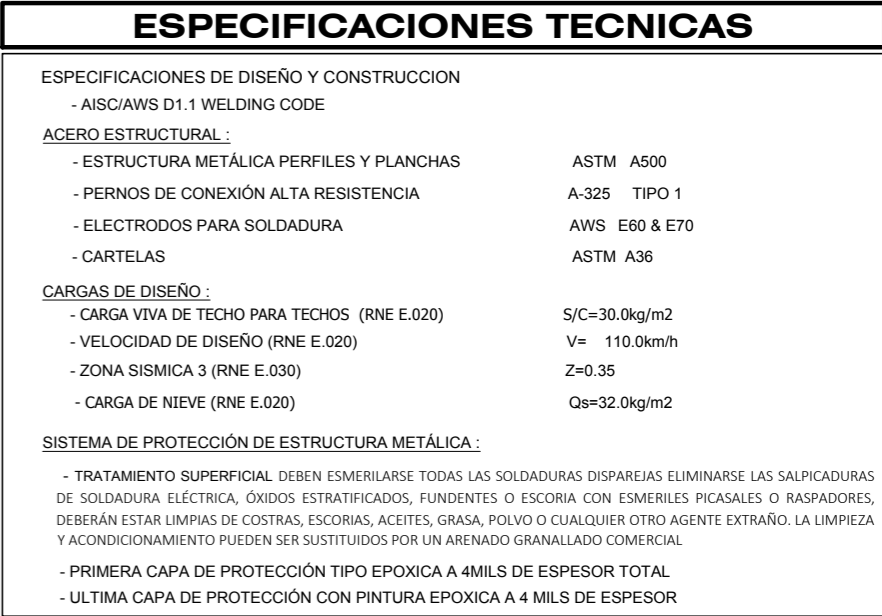 ESPECIFICACIONES TECNICAS
ESPECIFICACIONES DE DISEÑO Y CONSTRUCCION
- AISC/AWS D1.1 WELDING CODE
ACERO ESTRUCTURAL :
- ESTRUCTURA METÁLICA PERFILES Y PLANCHAS ASTM A500
- PERNOS DE CONEXIÓN ALTA RESISTENCIA A-325 TIPO 1
- ELECTRODOS PARA SOLDADURA AWS E60 & E70
- CARTELAS ASTM A36
CARGAS DE DISEÑO :
- CARGA VIVA DE TECHO PARA TECHOS (RNE E.020) S/C=30.0kg/m2
- VELOCIDAD DE DISEÑO (RNE E.020) V= 110.0km/h
- ZONA SISMICA 3 (RNE E.030) Z=0.35
- CARGA DE NIEVE (RNE E.020) Qs=32.0kg/m2
SISTEMA DE PROTECCIÓN DE ESTRUCTURA METÁLICA :
- TRATAMIENTO SUPERFICIAL DEBEN ESMERILARSE TODAS LAS SOLDADURAS DISPAREJAS ELIMINARSE LAS SALPICADURAS
DE SOLDADURA ELÉCTRICA, ÓXIDOS ESTRATIFICADOS, FUNDENTES O ESCORIA CON ESMERILES PICASALES O RASPADORES,
DEBERÁN ESTAR LIMPIAS DE COSTRAS, ESCORIAS, ACEITES, GRASA, POLVO O CUALQUIER OTRO AGENTE EXTRAÑO. LA LIMPIEZA
Y ACONDICIONAMIENTO PUEDEN SER SUSTITUIDOS POR UN ARENADO GRANALLADO COMERCIAL
- PRIMERA CAPA DE PROTECCIÓN TIPO EPOXICA A 4MILS DE ESPESOR TOTAL
- ULTIMA CAPA DE PROTECCIÓN CON PINTURA EPOXICA A 4 MILS DE ESPESOR